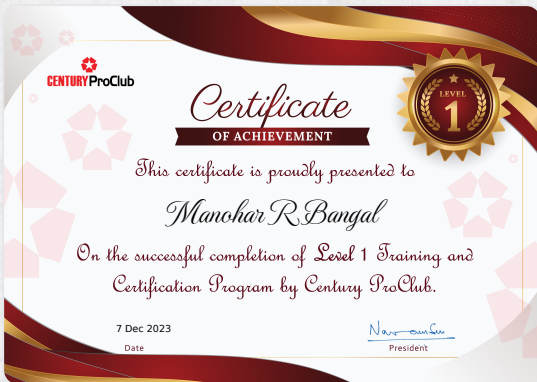 CENTURY ProClub
Certificate
OF ACHIEVEMENT
LEVEL
1
This certificate is proudly presented to
Manohar R Bangal
On the successful completion of Level 1 Training and
Certification Program by Century ProClub.
7 Dec 2023
Date
President